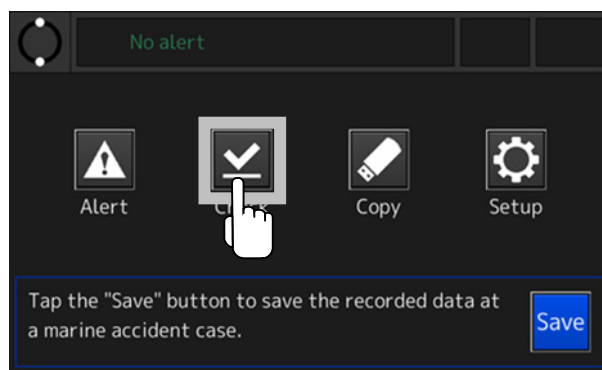 No alert
Alert
Copy
Setup
Tap the "Save" button to save the recorded data at
a marine accident case.
Save